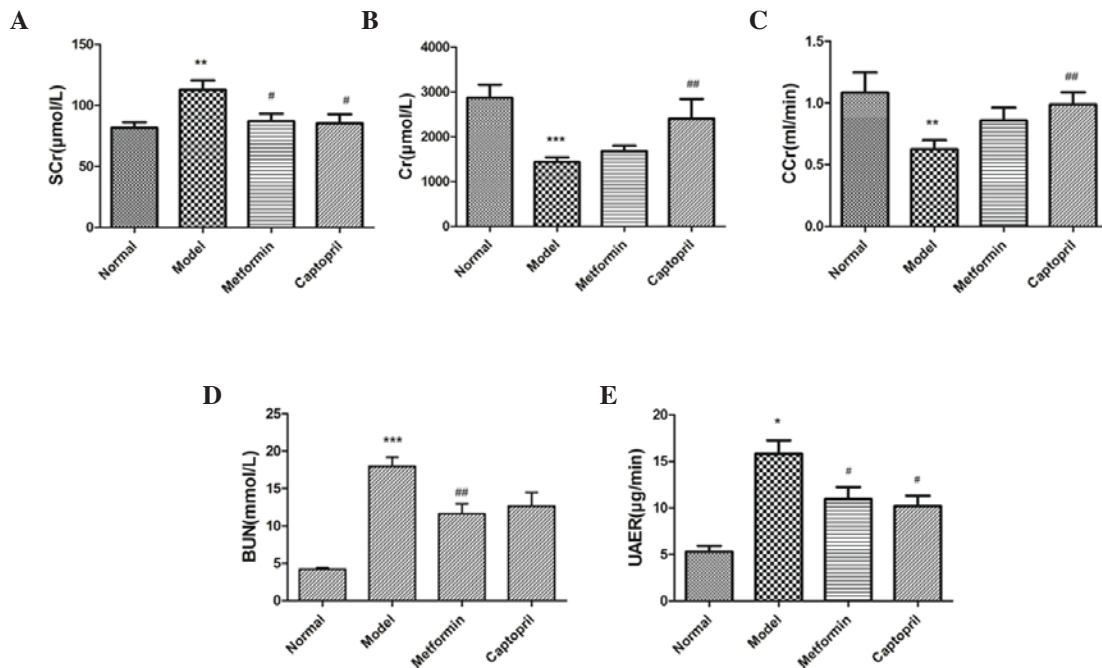 A
SCr(μmol/L)
150
100
50
0
**
#
#
Normal
Model
Metformin
Captopril
B
Cr(μmol/L)
4000
3000
2000
1000
0
***
##
Normal
Model
Metformin
Captopril
C
CCr(ml/min)
1.5
1.0
0.5
0.0
**
##
Normal
Model
Metformin
Captopril
D
BUN(mmol/L)
25
20
15
10
5
0
***
##
Normal
Model
Metformin
Captopril
E
UAER(μg/min)
20
15
10
5
0
*
#
#
Normal
Model
Metformin
Captopril